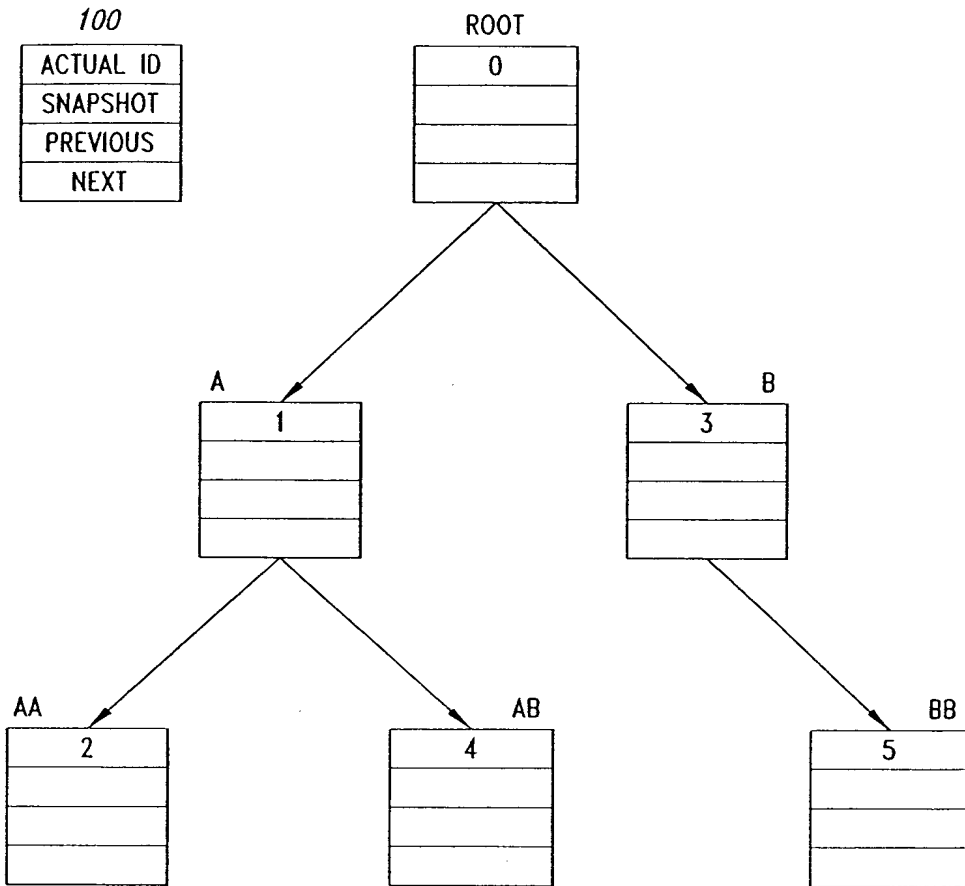 100
ACTUAL ID
SNAPSHOT
PREVIOUS
NEXT
ROOT
0
A
1
B
3
AA
2
AB
4
BB
5